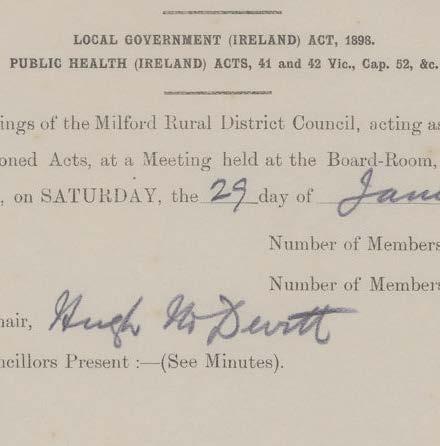 LOCAL GOVERNMENT (IRELAND) ACT, 1898.
PUBLIC HEALTH (IRELAND) ACTS, 41 and 42 Vic., Cap. 52, &c.
ings of the Milford Rural District Council, acting as
oned Acts, at a Meeting held at the Board-Room,
, on SATURDAY, the 29 day of Janu
Number of Members
Number of Members
hair, Hugh McDevitt
ncillors Present :—(See Minutes).